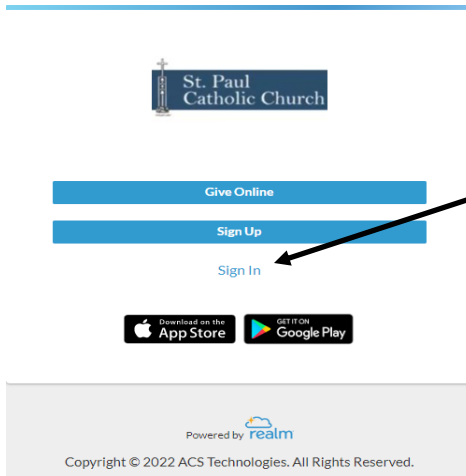 St. Paul
Catholic Church
Give Online
Sign Up
Sign In
Download on the
App Store
GET IT ON
Google Play
Powered by realm
Copyright © 2022 ACS Technologies. All Rights Reserved.